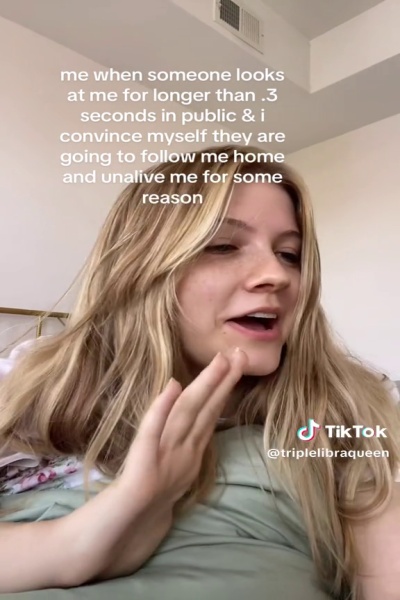 me when someone looks
at me for longer than .3
seconds in public & i
convince myself they are
going to follow me home
and unalive me for some
reason
TikTok
@triplelibraqueen